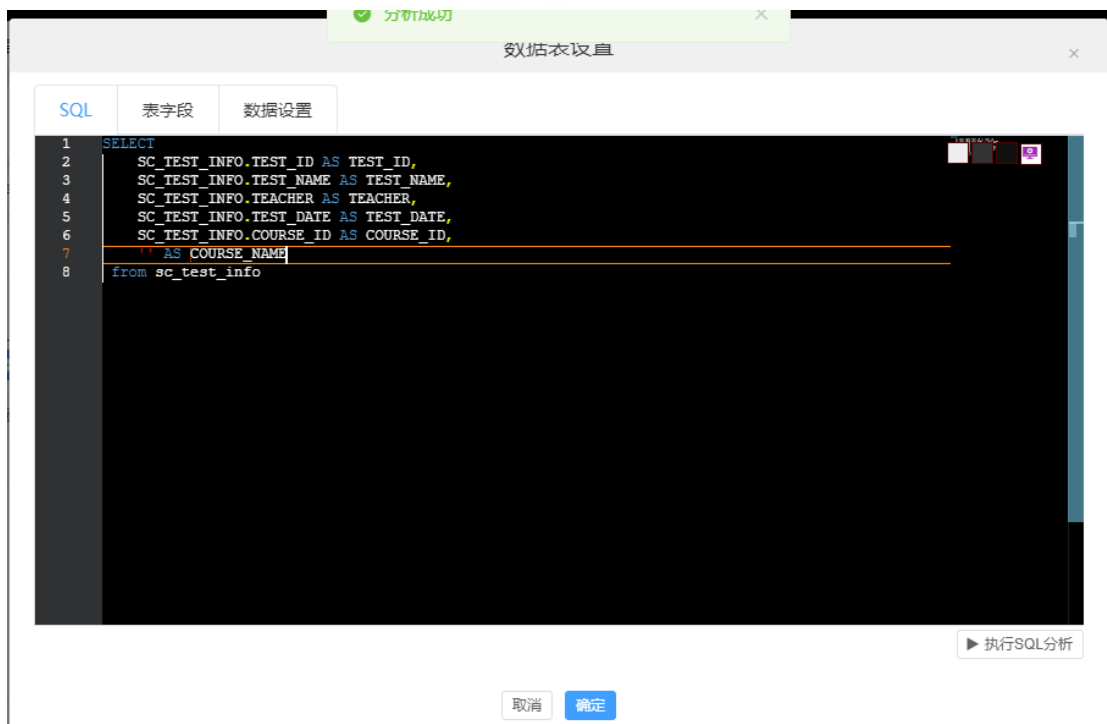 分析成功
数据表设置
SQL 表字段 数据设置
1 SELECT
2 SC_TEST_INFO.TEST_ID AS TEST_ID,
3 SC_TEST_INFO.TEST_NAME AS TEST_NAME,
4 SC_TEST_INFO.TEACHER AS TEACHER,
5 SC_TEST_INFO.TEST_DATE AS TEST_DATE,
6 SC_TEST_INFO.COURSE_ID AS COURSE_ID,
7 '' AS COURSE_NAME
8 from sc_test_info
执行SQL分析
取消 确定